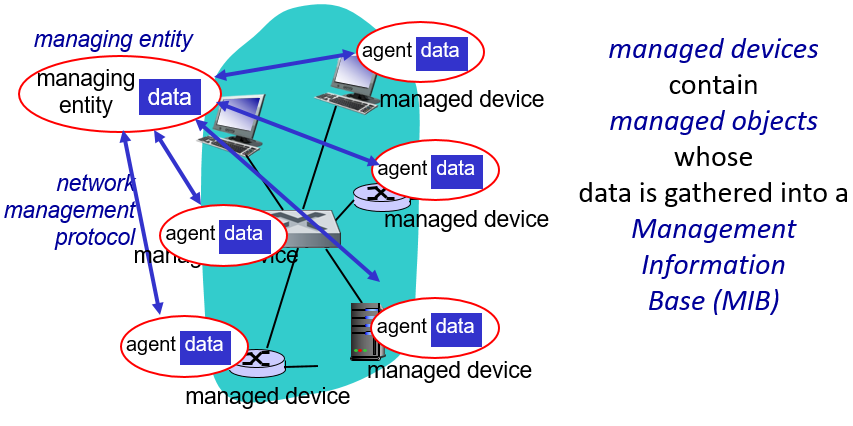 managing entity
managing
entity
data
agent data
managed device
agent data
managed device
network
management
protocol
agent data
managed device
agent data
managed device
agent data
managed device
managed devices
contain
managed objects
whose
data is gathered into a
Management
Information
Base (MIB)